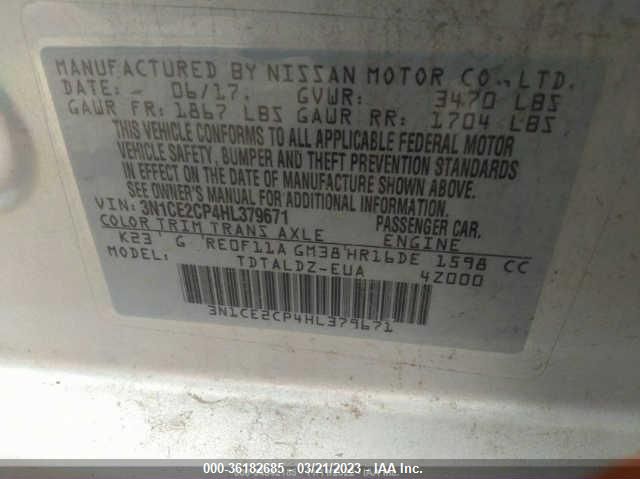 MANUFACTURED BY NISSAN MOTOR CO., LTD.
DATE: - 06/17. GVWR: 3470 LBS
GAWR FR: 1867 LBS GAWR RR: 1704 LBS
THIS VEHICLE CONFORMS TO ALL APPLICABLE FEDERAL MOTOR
VEHICLE SAFETY, BUMPER AND THEFT PREVENTION STANDARDS
IN EFFECT ON THE DATE OF MANUFACTURE SHOWN ABOVE.
SEE OWNER'S MANUAL FOR ADDITIONAL INFORMATION.
VIN: 3N1CE2CP4HL379671 PASSENGER CAR.
COLOR TRIM TRANS AXLE ENGINE
K23 G RE0F11A GM38 HR16DE 1598 CC
MODEL: TDTALDZ-EUA 4Z000
3N1CE2CP4HL379671
000-36182685 - 03/21/2023 - IAA Inc.